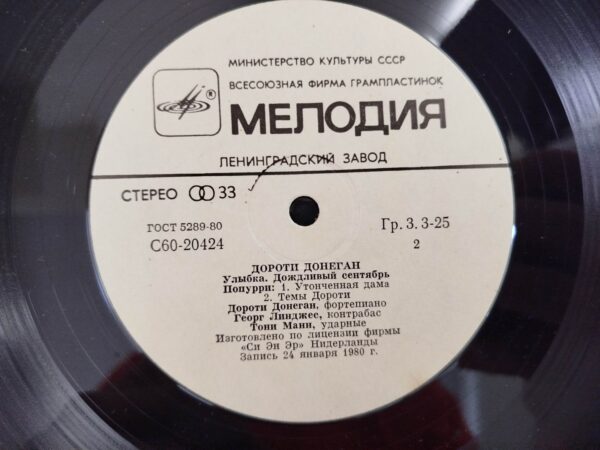 МИНИСТЕРСТВО КУЛЬТУРЫ СССР
ВСЕСОЮЗНАЯ ФИРМА ГРАМПЛАСТИНОК
®
МЕЛОДИЯ
ЛЕНИНГРАДСКИЙ ЗАВОД
СТЕРЕО 33
ГОСТ 5289-80
Гр. 3. 3-25
С60-20424
2
ДОРОТИ ДОНЕГАН
Улыбка. Дождливый сентябрь
Попурри: 1. Утонченная дама
2. Темы Дороти
Дороти Донеган, фортепиано
Георг Линджес, контрабас
Тони Манн, ударные
Изготовлено по лицензии фирмы
«Си Эн Эр» Нидерланды
Запись 24 января 1980 г.